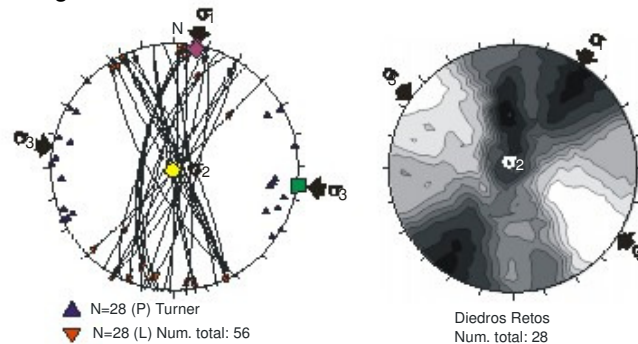 N
σ1
σ1
σ3
σ3
σ2
σ2
σ3
N=28 (P) Turner
N=28 (L) Num. total: 56
Diedros Retos
Num. total: 28